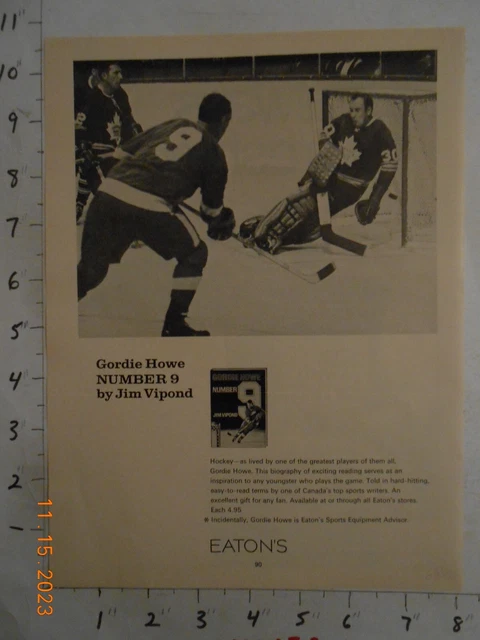 11"
10"
9"
8"
7"
6"
5"
4"
3"
2"
9
30
Gordie Howe
NUMBER 9
by Jim Vipond
GORDIE HOWE
NUMBER
9
JIM VIPOND
Hockey – as lived by one of the greatest players of them all,
Gordie Howe. This biography of exciting reading serves as an
inspiration to any youngster who plays the game. Told in hard-hitting,
easy-to-read terms by one of Canada's top sports writers. An
excellent gift for any fan. Available at or through all Eaton's stores.
Each 4.95
Incidentally, Gordie Howe is Eaton's Sports Equipment Advisor.
EATON'S
90
11.15.2023
1" 2" 3" 4" 5" 6" 7" 8"